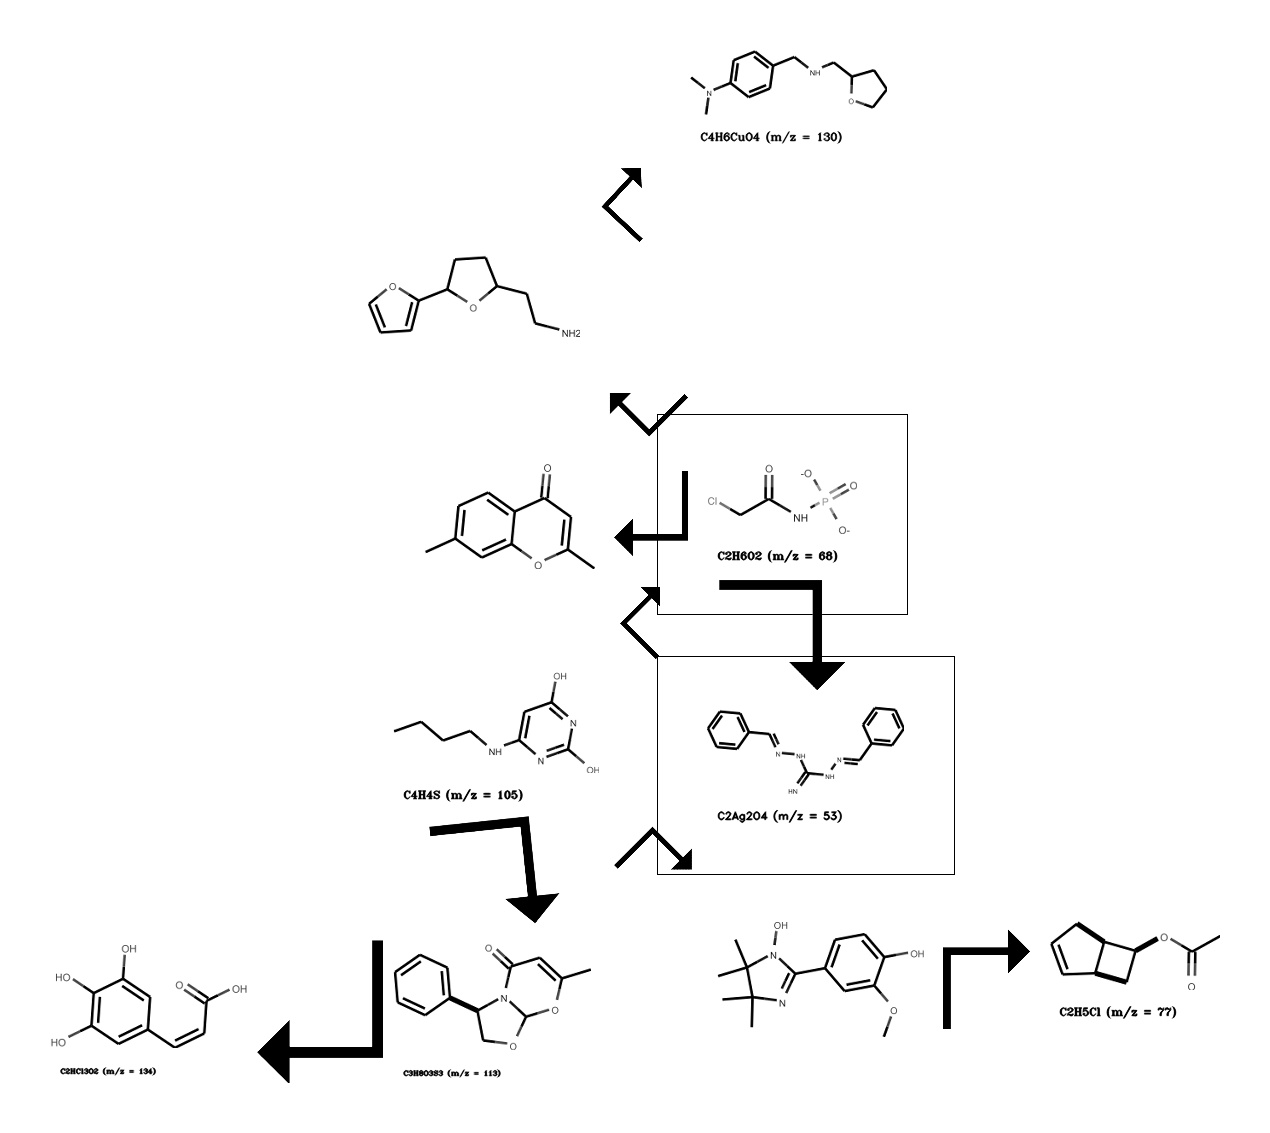 NH
N
O
C4H6CuO4 (m/z = 130)
O
O
NH2
O
O
Cl
O
NH
-O
P
O
O-
C2H6O2 (m/z = 68)
OH
N
NH
N
OH
C4H4S (m/z = 105)
N
NH
HN
NH
N
C2Ag2O4 (m/z = 53)
OH
HO
HO
O
OH
C2HCl3O2 (m/z = 134)
O
N
O
O
C3H8O3S3 (m/z = 113)
OH
N
N
OH
O
O
O
C2H5Cl (m/z = 77)